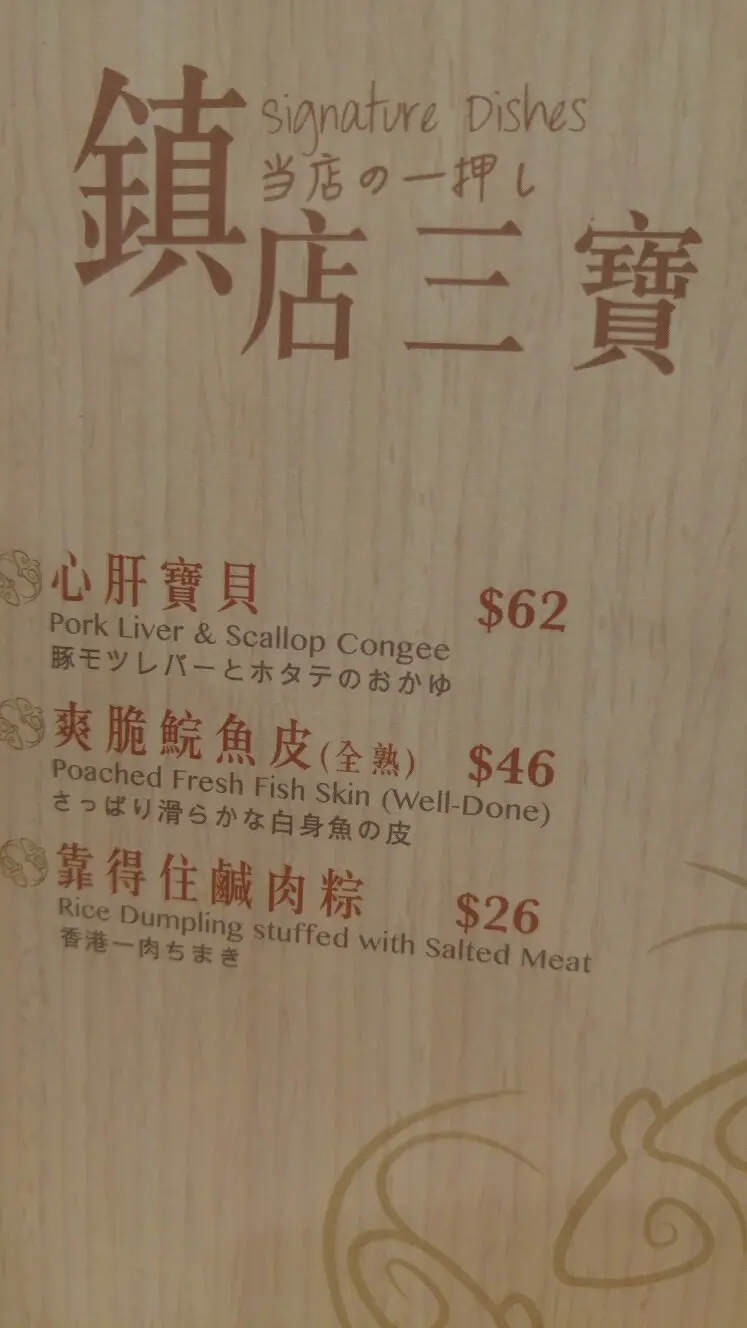 鎮店三寶
Signature Dishes
当店の一押し
心肝寶貝 $62
Pork Liver & Scallop Congee
豚モツレバーとホタテのおかゆ
爽脆鯇魚皮(全熟) $46
Poached Fresh Fish Skin (Well-Done)
さっぱり滑らかな白身魚の皮
靠得住鹹肉粽 $26
Rice Dumpling stuffed with Salted Meat
香港一肉ちまき